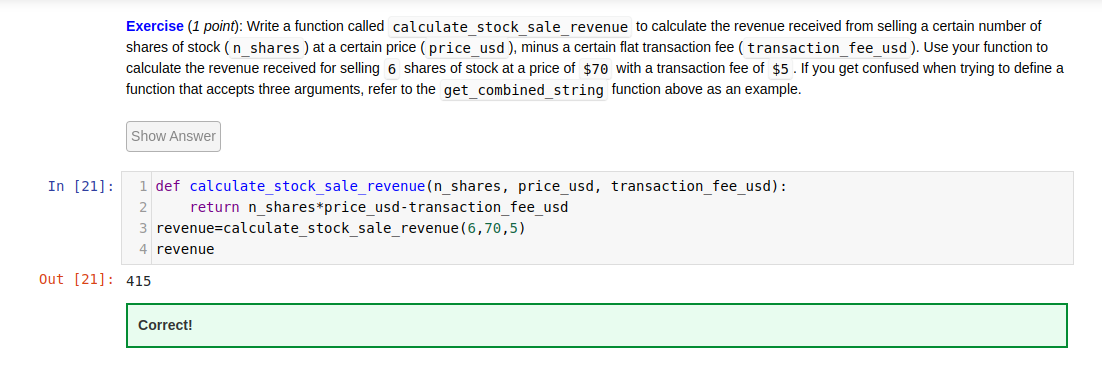 Exercise (1 point): Write a function called calculate_stock_sale_revenue to calculate the revenue received from selling a certain number of
shares of stock ( n_shares ) at a certain price ( price_usd ), minus a certain flat transaction fee ( transaction_fee_usd ). Use your function to
calculate the revenue received for selling 6 shares of stock at a price of $70 with a transaction fee of $5 . If you get confused when trying to define a
function that accepts three arguments, refer to the get_combined_string function above as an example.
Show Answer
In [21]: 1 def calculate_stock_sale_revenue(n_shares, price_usd, transaction_fee_usd):
2     return n_shares*price_usd-transaction_fee_usd
3 revenue=calculate_stock_sale_revenue(6,70,5)
4 revenue
Out [21]: 415
Correct!